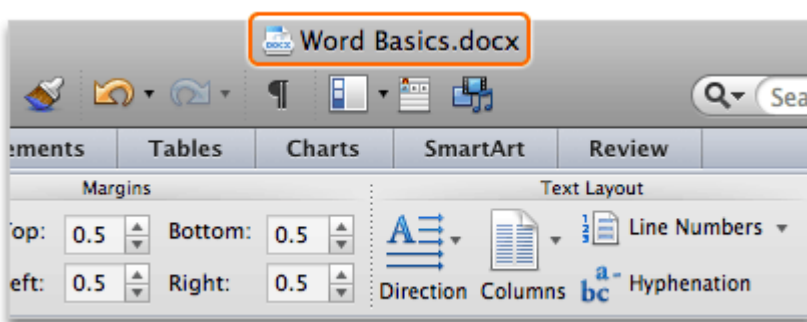 Word Basics.docx
Sea
ements Tables Charts SmartArt Review
Margins Text Layout
op: 0.5 Bottom: 0.5 Line Numbers
eft: 0.5 Right: 0.5 Direction Columns Hyphenation